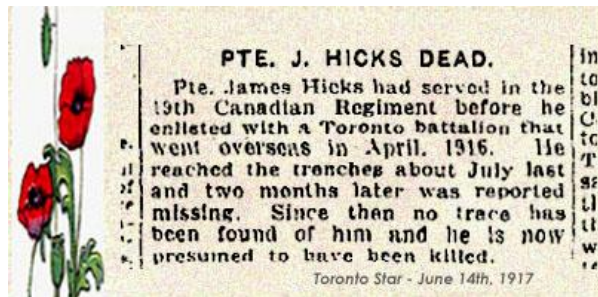 PTE. J. HICKS DEAD.
Pte. James Hicks had served in the
19th Canadian Regiment before he
enlisted with a Toronto battalion that
went overseas in April, 1916. He
reached the trenches about July last
and two months later was reported
missing. Since then no trace has
been found of him and he is now
presumed to have been killed.
Toronto Star - June 14th, 1917